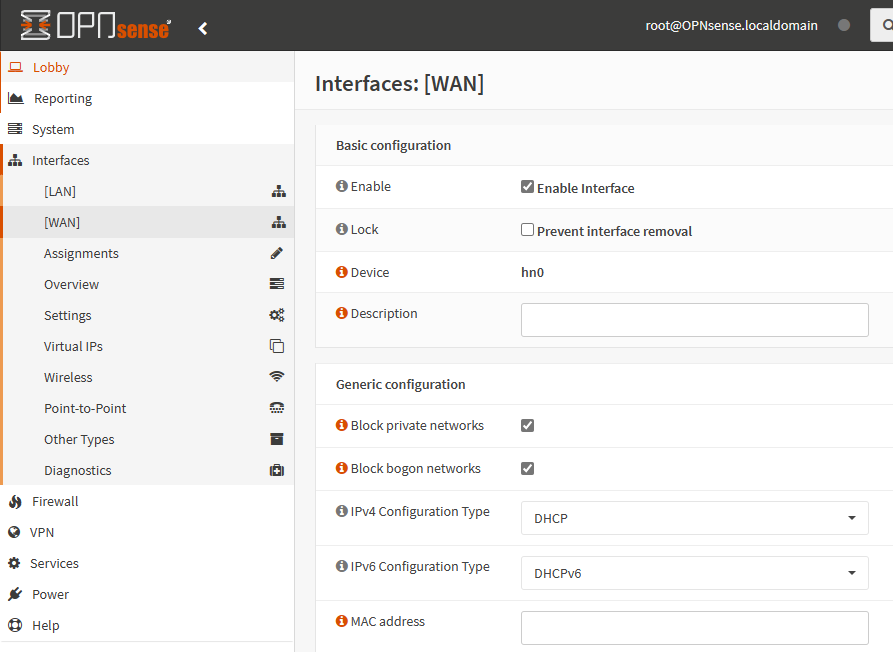 OPNsense
root@OPNsense.localdomain
Lobby
Reporting
System
Interfaces
[LAN]
[WAN]
Assignments
Overview
Settings
Virtual IPs
Wireless
Point-to-Point
Other Types
Diagnostics
Firewall
VPN
Services
Power
Help
Interfaces: [WAN]
Basic configuration
Enable Enable Interface
Lock Prevent interface removal
Device hn0
Description
Generic configuration
Block private networks
Block bogon networks
IPv4 Configuration Type DHCP
IPv6 Configuration Type DHCPv6
MAC address